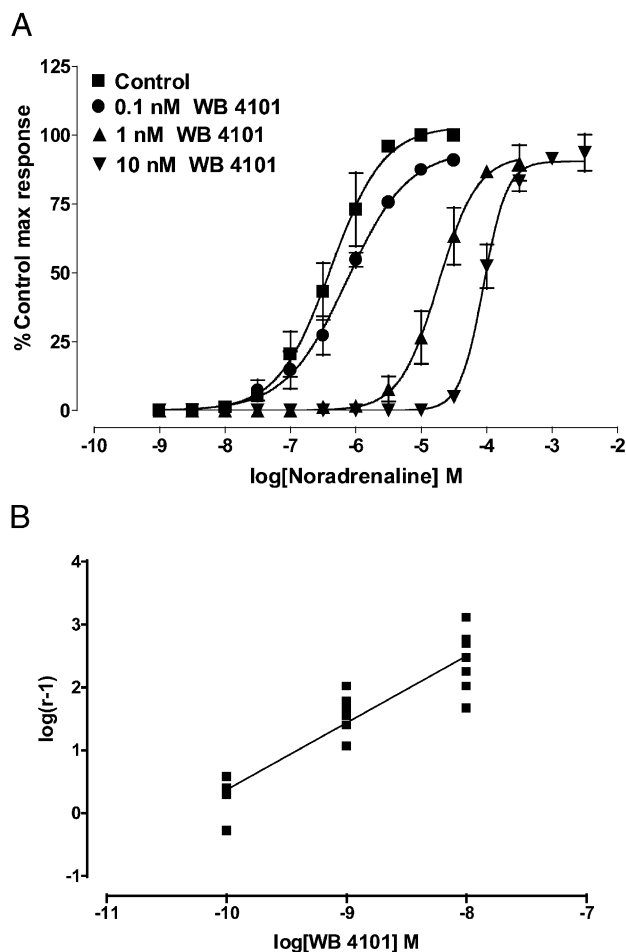 A
125
100
75
50
25
0
%Control max response
Control
0.1 nM WB 4101
1 nM WB 4101
10 nM WB 4101
-10 -9 -8 -7 -6 -5 -4 -3 -2
log[Noradrenaline] M
B
4
3
2
1
0
-1
log(r-1)
-11 -10 -9 -8 -7
log[WB 4101] M